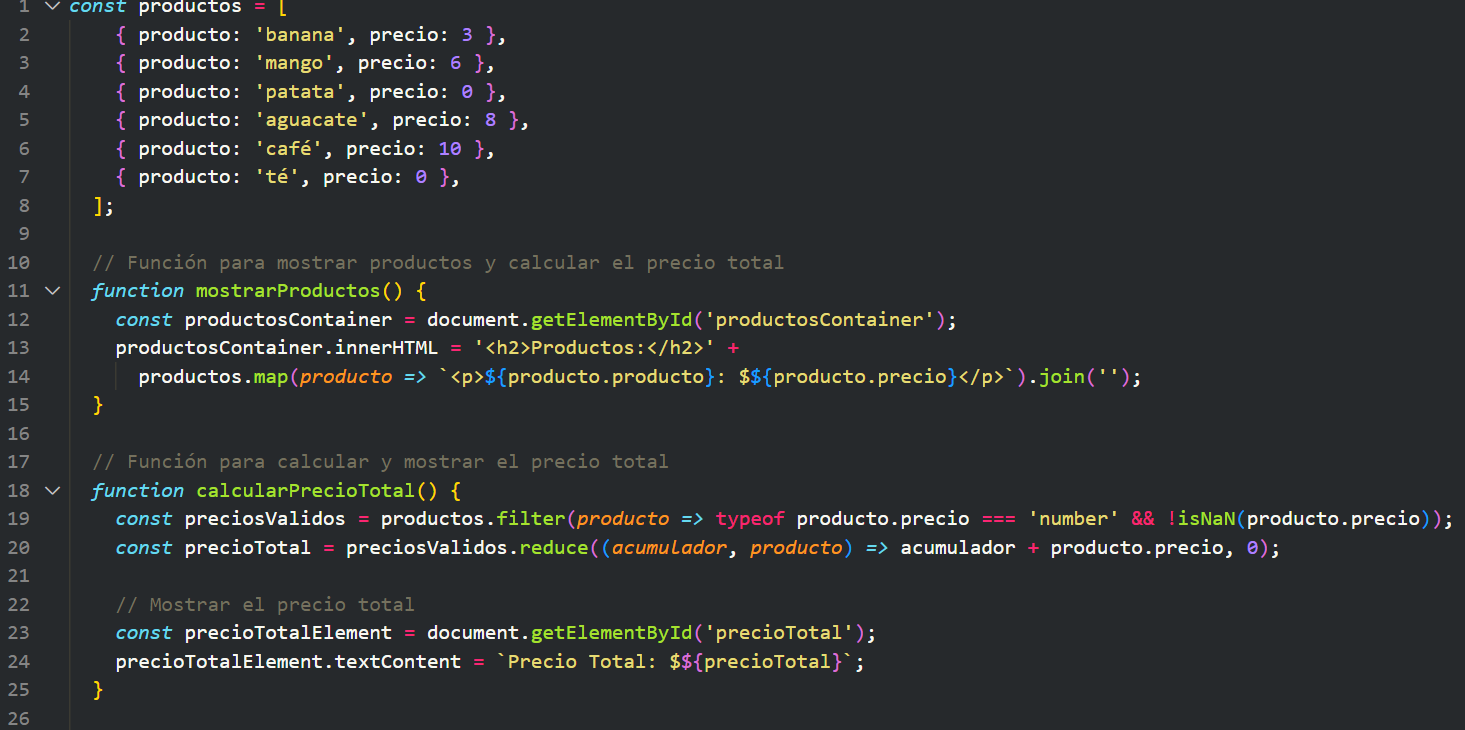 1 const productos = [
2 { producto: 'banana', precio: 3 },
3 { producto: 'mango', precio: 6 },
4 { producto: 'patata', precio: 0 },
5 { producto: 'aguacate', precio: 8 },
6 { producto: 'café', precio: 10 },
7 { producto: 'té', precio: 0 },
8 ];
9
10 // Función para mostrar productos y calcular el precio total
11 function mostrarProductos() {
12 const productosContainer = document.getElementById('productosContainer');
13 productosContainer.innerHTML = '<h2>Productos:</h2>' +
14 productos.map(producto => `<p>${producto.producto}: $${producto.precio}</p>`).join('');
15 }
16
17 // Función para calcular y mostrar el precio total
18 function calcularPrecioTotal() {
19 const preciosValidos = productos.filter(producto => typeof producto.precio === 'number' && !isNaN(producto.precio));
20 const precioTotal = preciosValidos.reduce((acumulador, producto) => acumulador + producto.precio, 0);
21
22 // Mostrar el precio total
23 const precioTotalElement = document.getElementById('precioTotal');
24 precioTotalElement.textContent = `Precio Total: $${precioTotal}`;
25 }
26